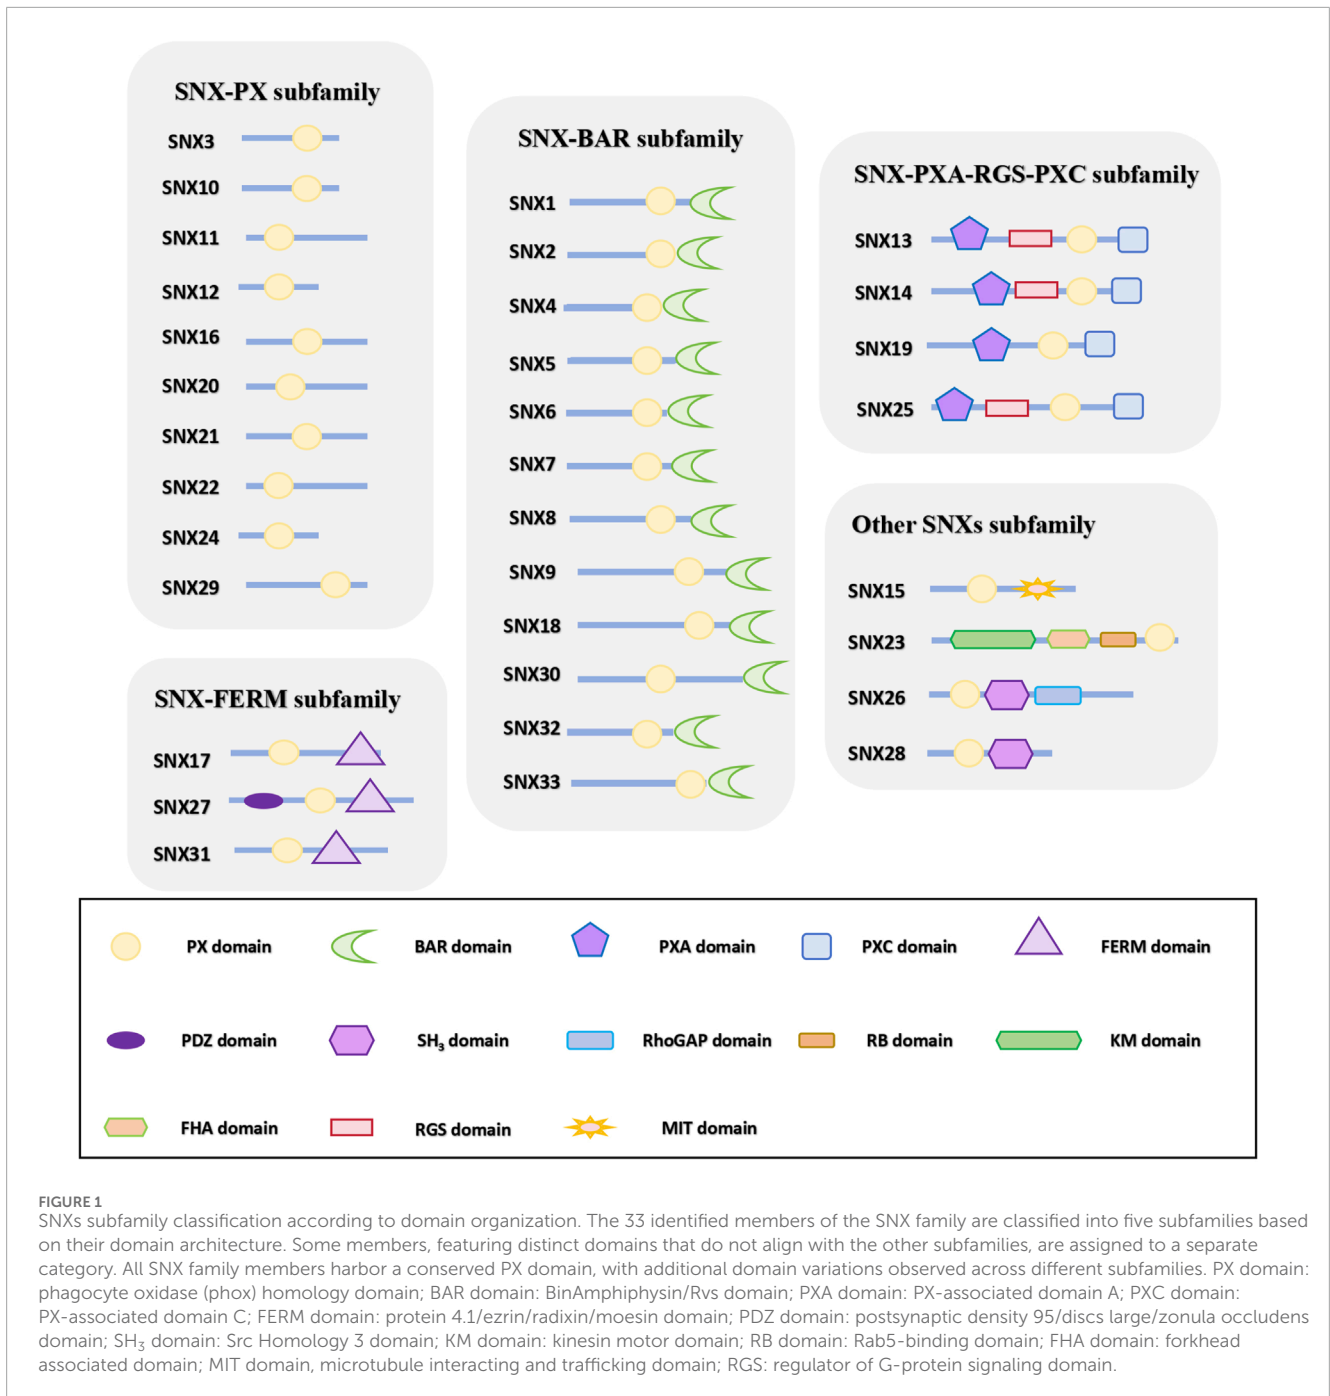 SNX-PX subfamily
SNX3
SNX10
SNX11
SNX12
SNX16
SNX20
SNX21
SNX22
SNX24
SNX29
SNX-FERM subfamily
SNX17
SNX27
SNX31
SNX-BAR subfamily
SNX1
SNX2
SNX4
SNX5
SNX6
SNX7
SNX8
SNX9
SNX18
SNX30
SNX32
SNX33
SNX-PXA-RGS-PXC subfamily
SNX13
SNX14
SNX19
SNX25
Other SNXs subfamily
SNX15
SNX23
SNX26
SNX28
PX domain
BAR domain
PXA domain
PXC domain
FERM domain
PDZ domain
SH₃ domain
RhoGAP domain
RB domain
KM domain
FHA domain
RGS domain
MIT domain
FIGURE 1
SNXs subfamily classification according to domain organization. The 33 identified members of the SNX family are classified into five subfamilies based
on their domain architecture. Some members, featuring distinct domains that do not align with the other subfamilies, are assigned to a separate
category. All SNX family members harbor a conserved PX domain, with additional domain variations observed across different subfamilies. PX domain:
phagocyte oxidase (phox) homology domain; BAR domain: BinAmphiphysin/Rvs domain; PXA domain: PX-associated domain A; PXC domain:
PX-associated domain C; FERM domain: protein 4.1/ezrin/radixin/moesin domain; PDZ domain: postsynaptic density 95/discs large/zonula occludens
domain; SH₃ domain: Src Homology 3 domain; KM domain: kinesin motor domain; RB domain: Rab5-binding domain; FHA domain: forkhead
associated domain; MIT domain, microtubule interacting and trafficking domain; RGS: regulator of G-protein signaling domain.